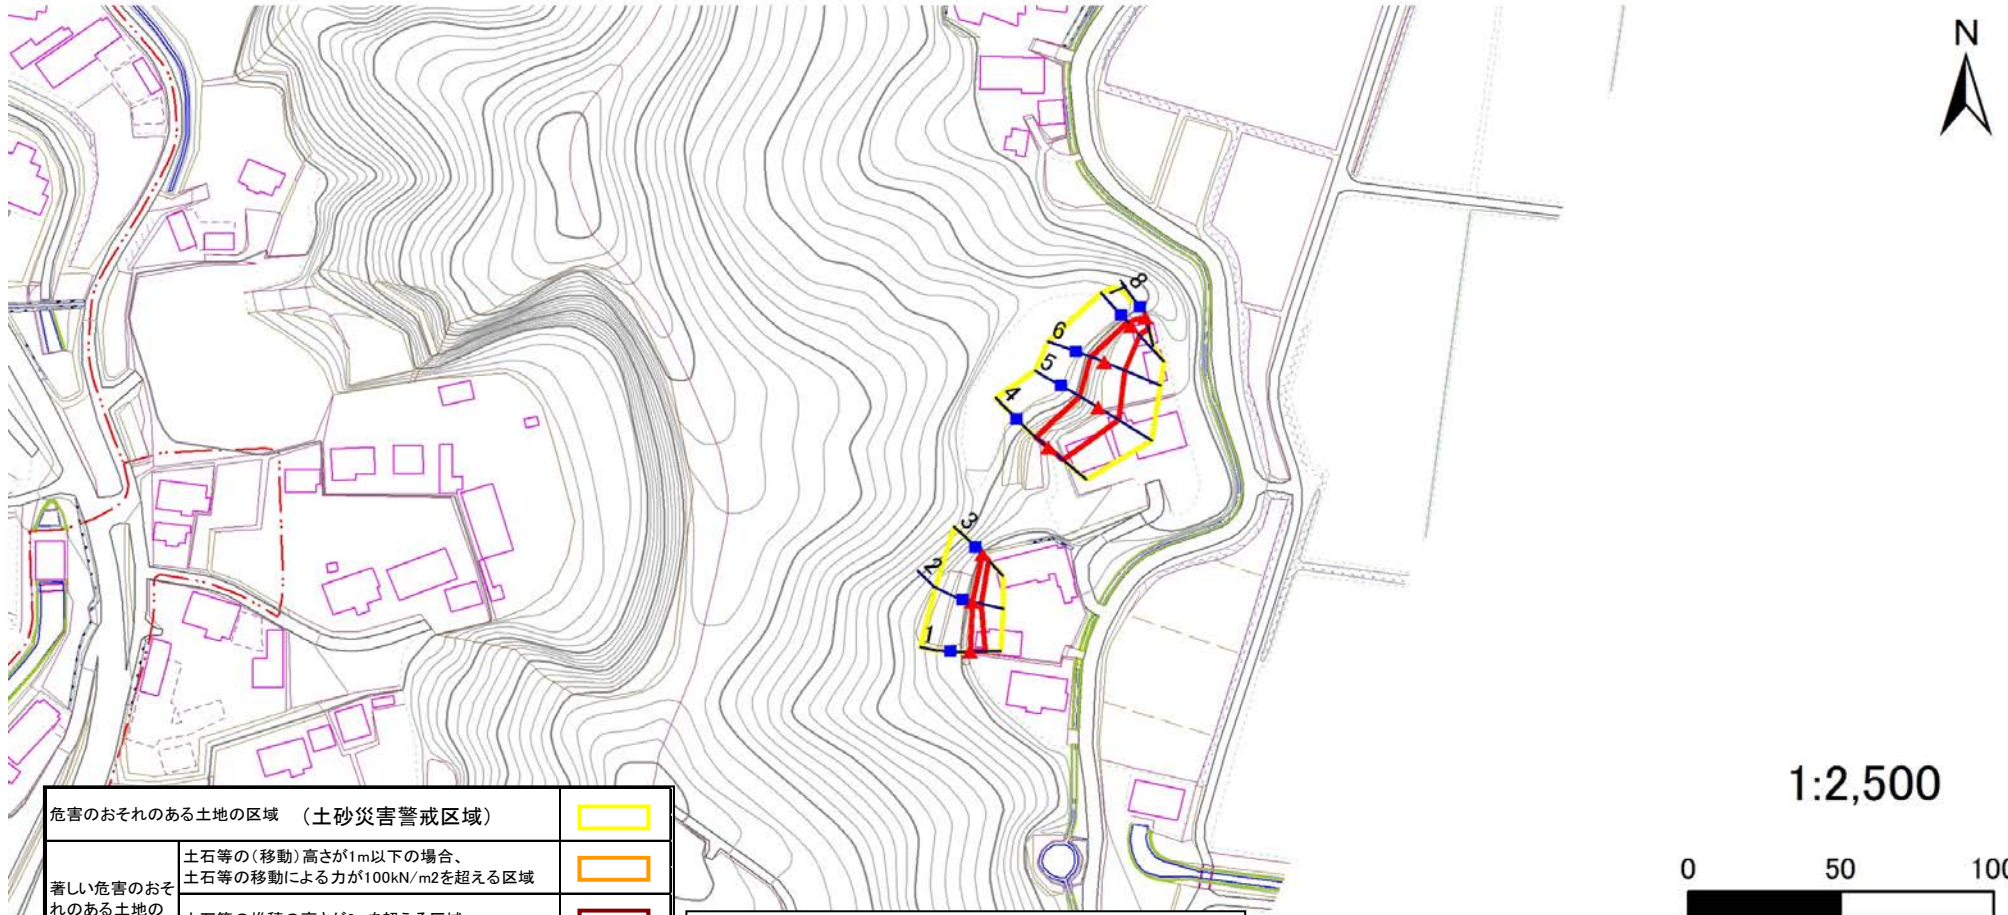 N
8
7
6
5
4
3
2
1
1:2,500
0 50 100
危害のおそれのある土地の区域 (土砂災害警戒区域)
土石等の(移動)高さが1m以下の場合、
土石等の移動による力が100kN/m2を超える区域
著しい危害のおそ
れのある土地の